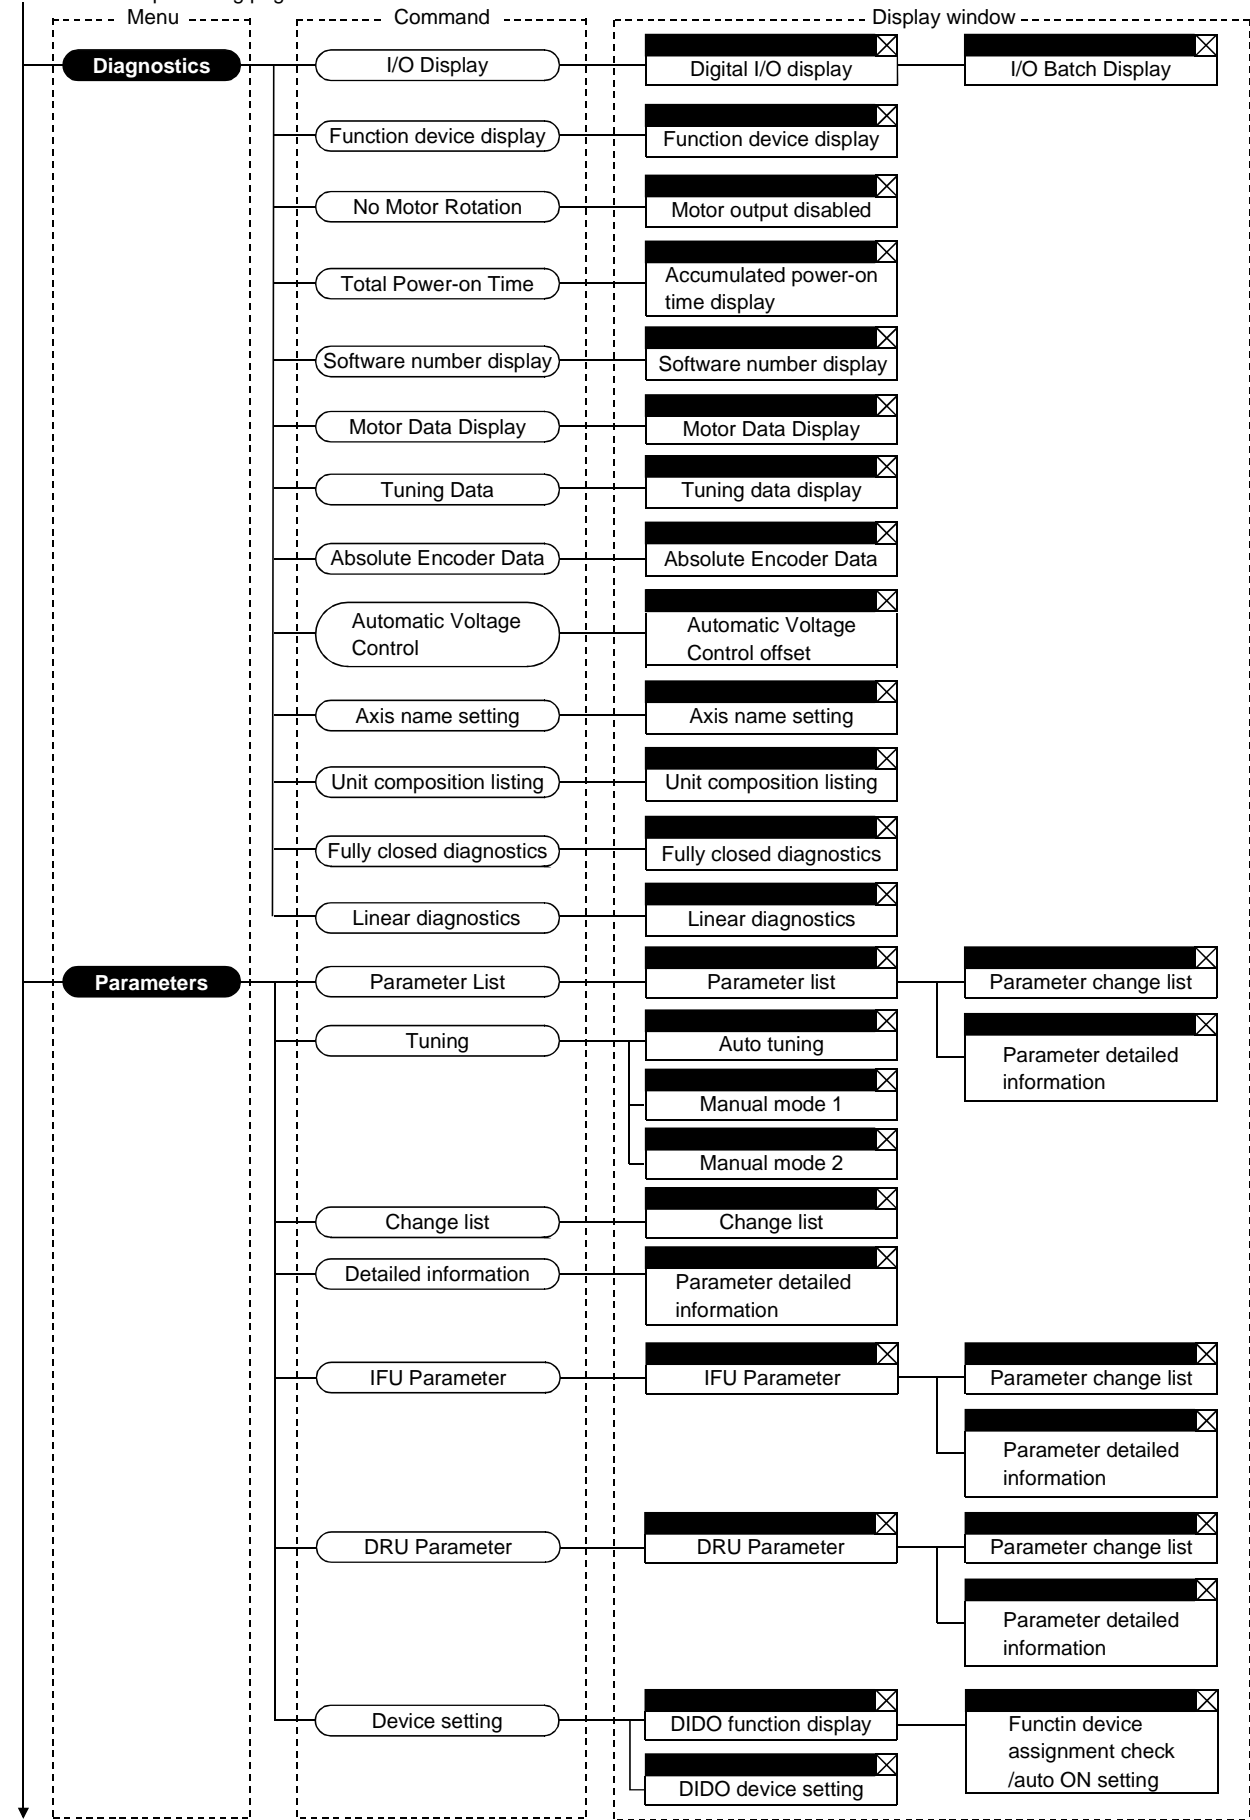 Menu
Command
Display window
Diagnostics
I/O Display
Digital I/O display
I/O Batch Display
Function device display
Function device display
No Motor Rotation
Motor output disabled
Total Power-on Time
Accumulated power-on
time display
Software number display
Software number display
Motor Data Display
Motor Data Display
Tuning Data
Tuning data display
Absolute Encoder Data
Absolute Encoder Data
Automatic Voltage
Control
Automatic Voltage
Control offset
Axis name setting
Axis name setting
Unit composition listing
Unit composition listing
Fully closed diagnostics
Fully closed diagnostics
Linear diagnostics
Linear diagnostics
Parameters
Parameter List
Parameter list
Parameter change list
Parameter detailed
information
Tuning
Auto tuning
Manual mode 1
Manual mode 2
Change list
Change list
Detailed information
Parameter detailed
information
IFU Parameter
IFU Parameter
Parameter change list
Parameter detailed
information
DRU Parameter
DRU Parameter
Parameter change list
Parameter detailed
information
Device setting
DIDO function display
Functin device
assignment check
/auto ON setting
DIDO device setting